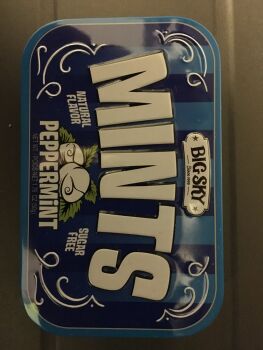 BIG SKY
MINTS
NATURAL
FLAVOR
SUGAR
FREE
PEPPERMINT